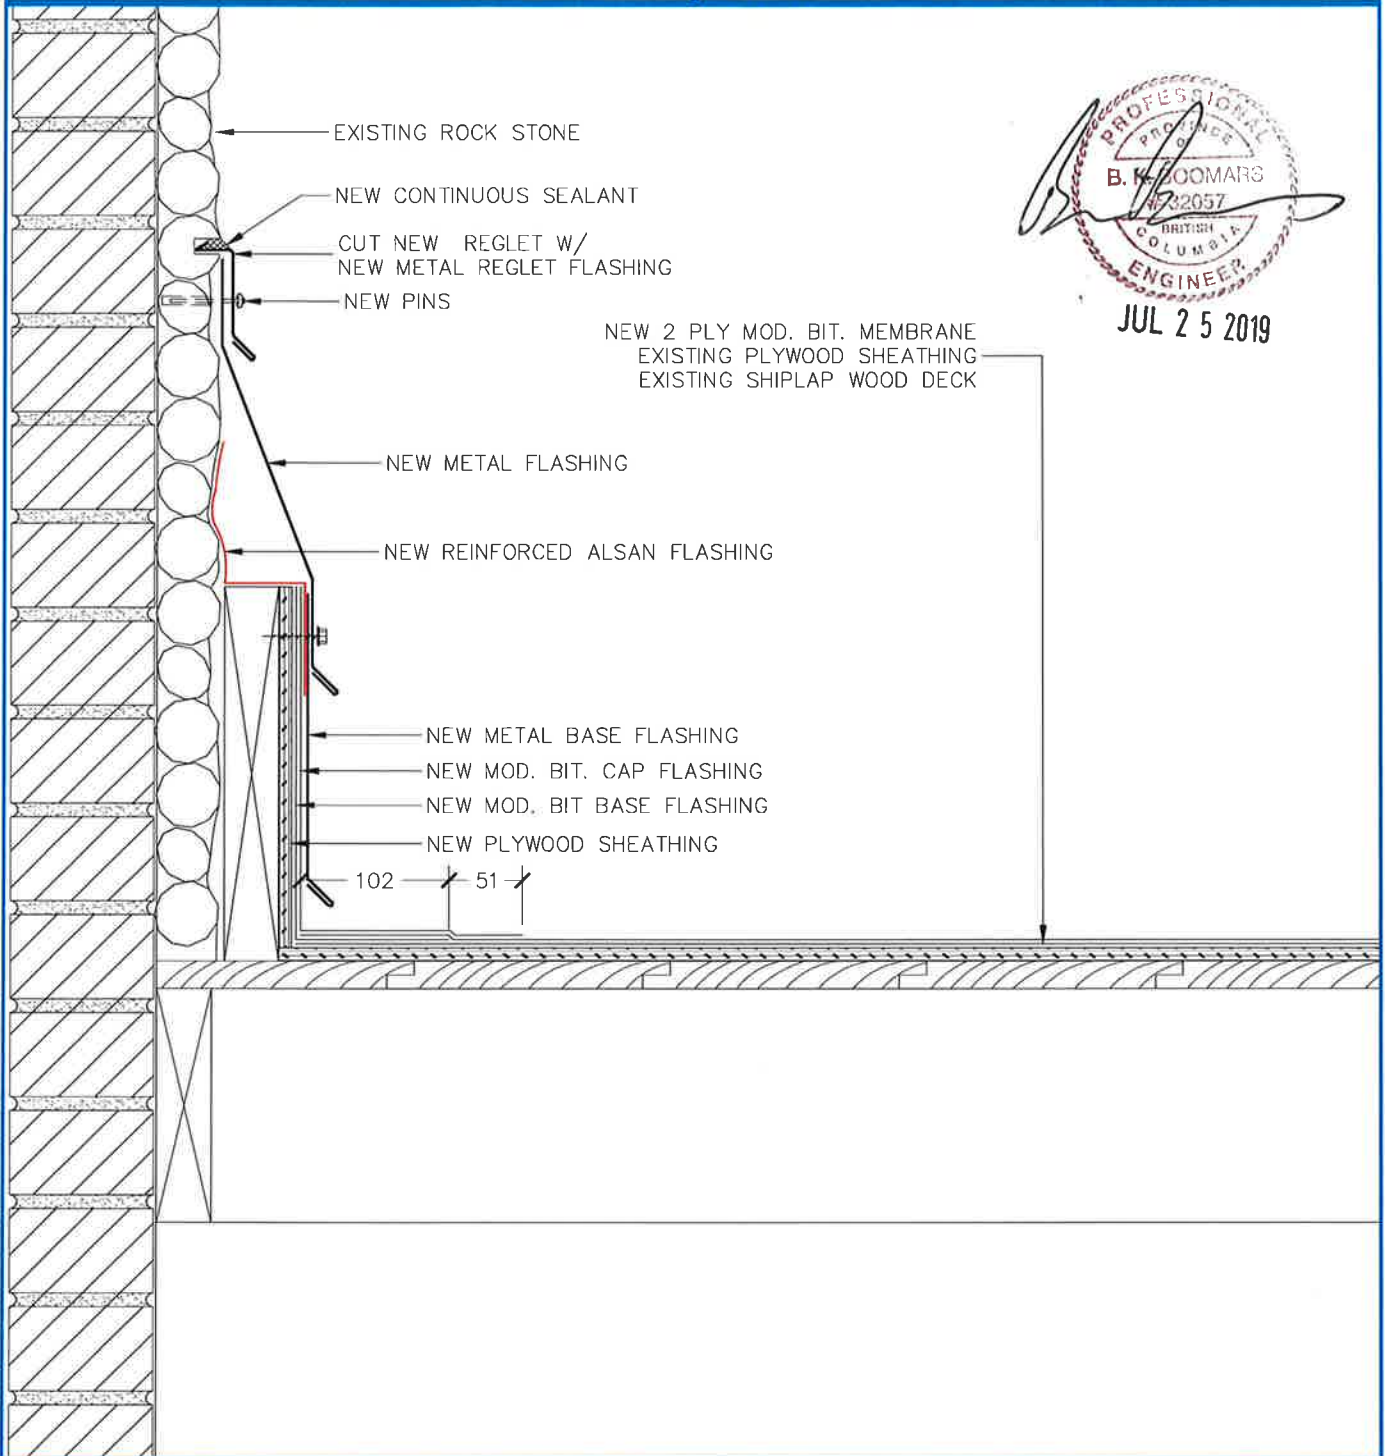 EXISTING ROCK STONE
NEW CONTINUOUS SEALANT
CUT NEW REGLET W/
NEW METAL REGLET FLASHING
NEW PINS
PROFESSIONAL
PROVINCE
OF
B. K. BOOMARS
#32057
BRITISH
COLUMBIA
ENGINEER
JUL 25 2019
NEW 2 PLY MOD. BIT. MEMBRANE
EXISTING PLYWOOD SHEATHING
EXISTING SHIPLAP WOOD DECK
NEW METAL FLASHING
NEW REINFORCED ALSAN FLASHING
NEW METAL BASE FLASHING
NEW MOD. BIT. CAP FLASHING
NEW MOD. BIT BASE FLASHING
NEW PLYWOOD SHEATHING
102 51